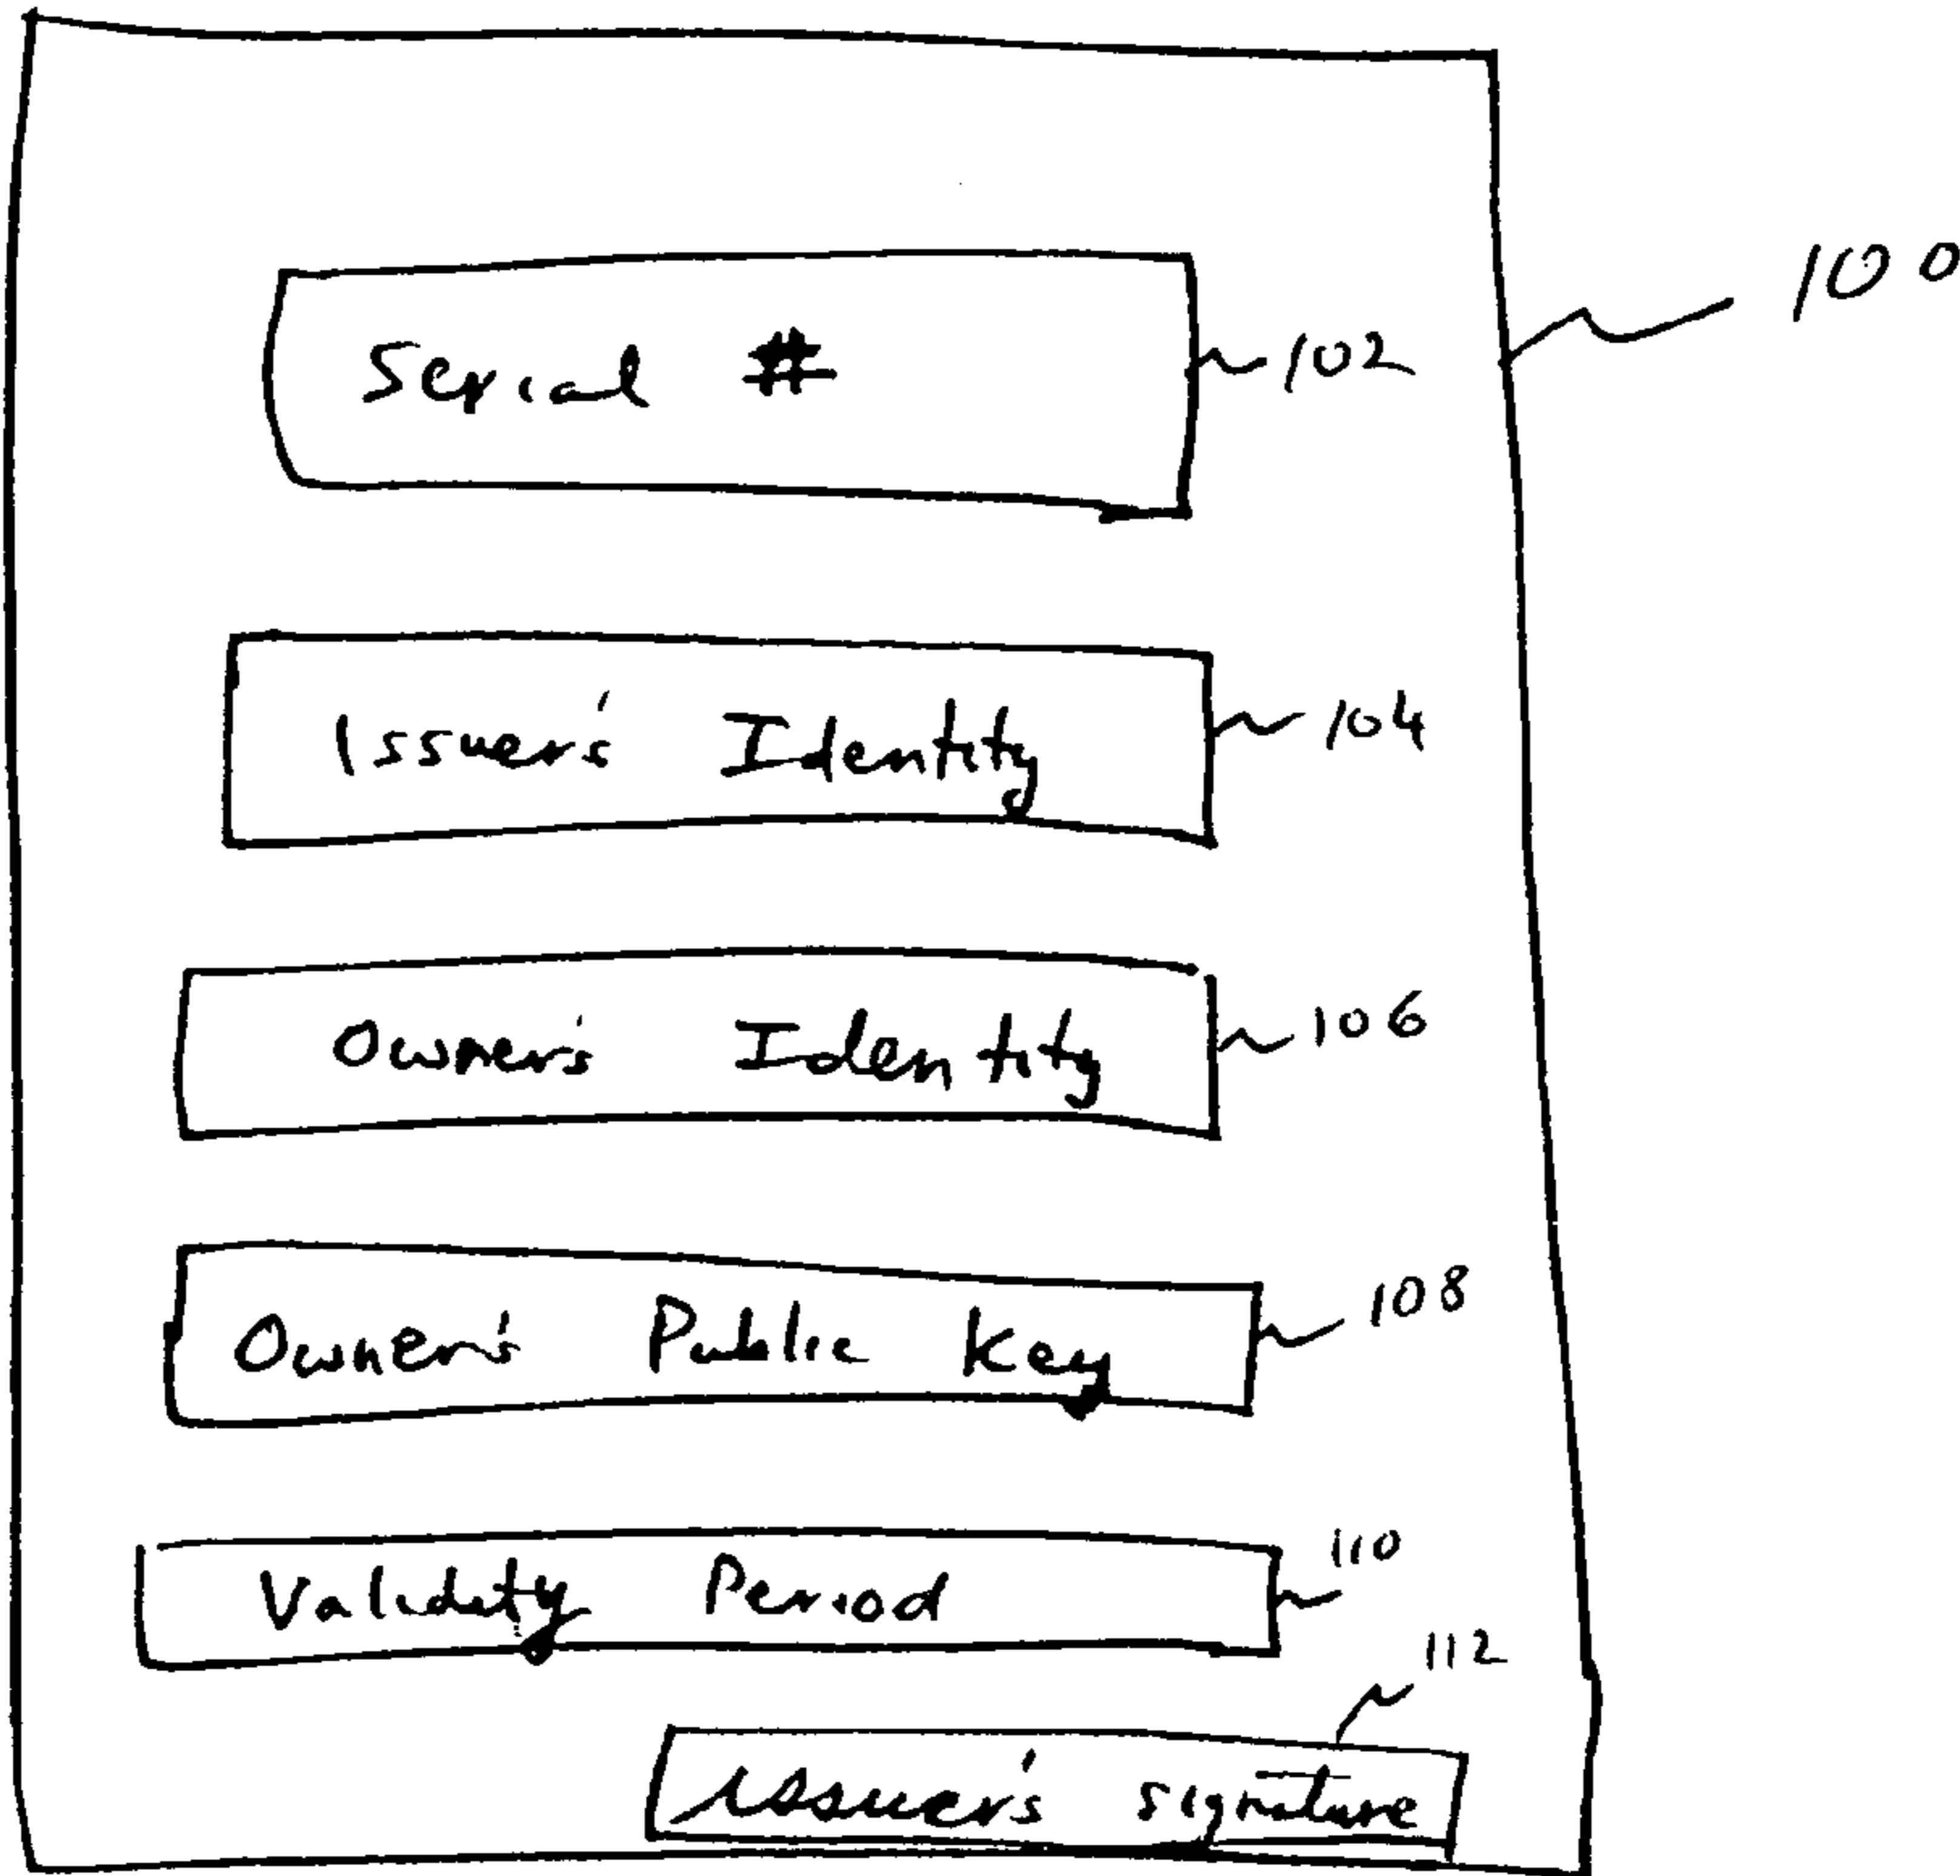 100
Serial # 102
Issuer's Identity 104
Owner's Identity 106
Owner's Public Key 108
Validity Period 110
112
Issuer's signature